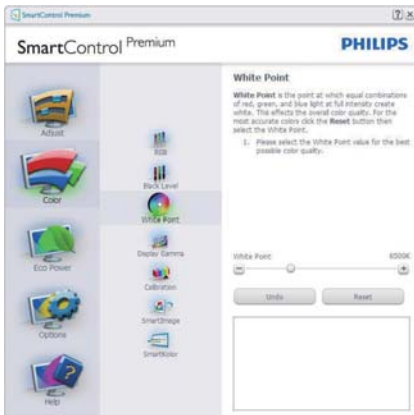 SmartControl Premium
SmartControl Premium
PHILIPS
Adjust
Color
Eco Power
Options
Help
RGB
Black Level
White Point
Display Gamma
Calibration
SmartImage
SmartKolor
White Point
White Point is the point at which equal combinations
of red, green, and blue light at full intensity create
white. This effects the overall color quality. For the
most accurate colors click the Reset button then
select the White Point.
1. Please select the White Point value for the best
possible color quality.
White Point 6500K
Undo Reset